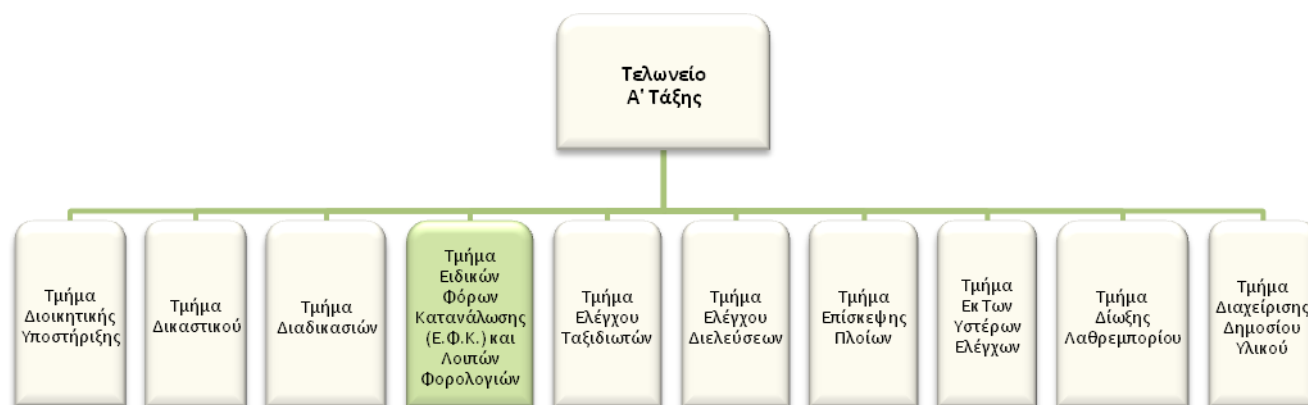 Τελωνείο
Α' Τάξης
Τμήμα
Διοικητικής
Υποστήριξης
Τμήμα
Δικαστικού
Τμήμα
Διαδικασιών
Τμήμα
Ειδικών
Φόρων
Κατανάλωσης
(Ε.Φ.Κ.) και
Λοιπών
Φορολογιών
Τμήμα
Ελέγχου
Ταξιδιωτών
Τμήμα
Ελέγχου
Διελεύσεων
Τμήμα
Επίσκεψης
Πλοίων
Τμήμα
Εκ Των
Υστέρων
Ελέγχων
Τμήμα
Δίωξης
Λαθρεμπορίου
Τμήμα
Διαχείρισης
Δημοσίου
Υλικού